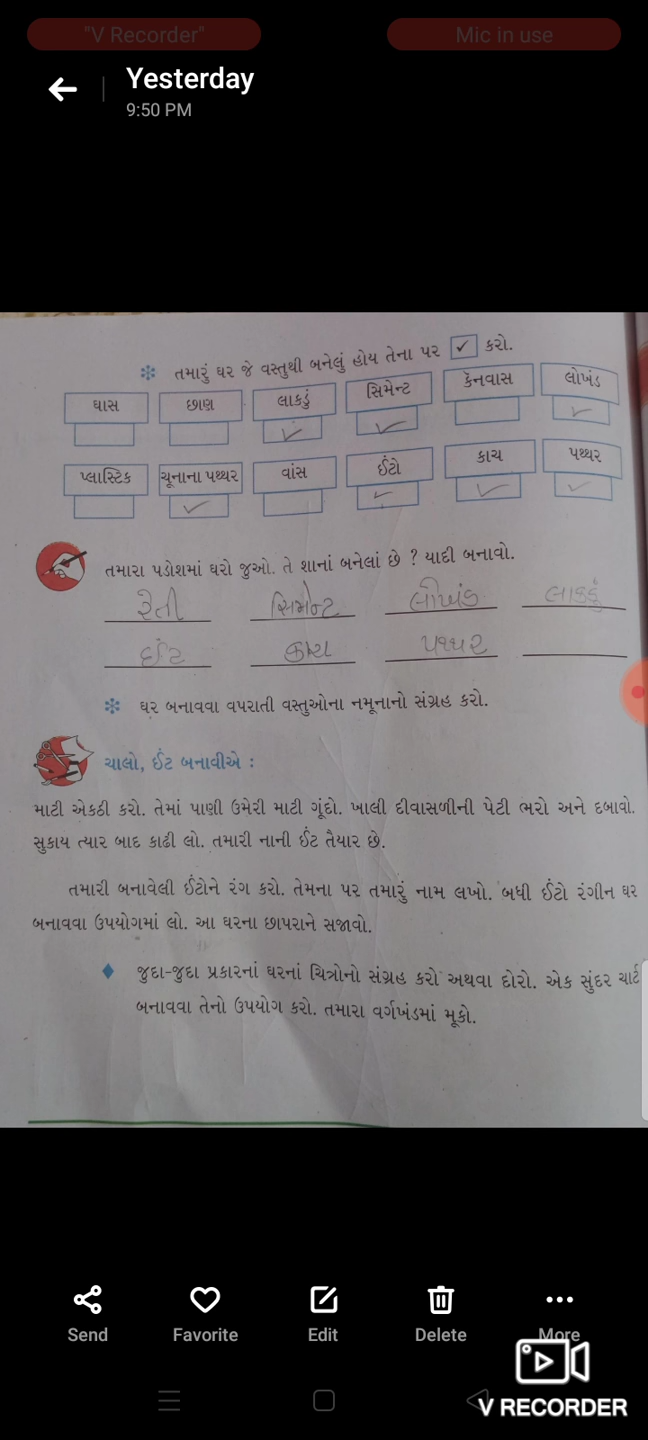 "V Recorder"
Mic in use
Yesterday
9:50 PM
તમારું ઘર જે વસ્તુથી બનેલું હોય તેના પર ✓ કરો.
ઘાસ છાણ લાકડું સિમેન્ટ કૅનવાસ લોખંડ
✓ ✓ ✓
પ્લાસ્ટિક ચૂનાના પથ્થર વાંસ ઈંટો કાચ પથ્થર
✓ ✓ ✓ ✓
તમારા પડોશમાં ઘરો જુઓ. તે શાનાં બનેલાં છે ? યાદી બનાવો.
રેતી સિમેન્ટ લોખંડ લાકડું
ઈંટ કાચ પથ્થર
ઘર બનાવવા વપરાતી વસ્તુઓના નમૂનાનો સંગ્રહ કરો.
ચાલો, ઈંટ બનાવીએ :
માટી એકઠી કરો. તેમાં પાણી ઉમેરી માટી ગૂંદો. ખાલી દીવાસળીની પેટી ભરો અને દબાવો.
સુકાય ત્યાર બાદ કાઢી લો. તમારી નાની ઈંટ તૈયાર છે.
તમારી બનાવેલી ઈંટોને રંગ કરો. તેમના પર તમારું નામ લખો. બધી ઈંટો રંગીન ઘર
બનાવવા ઉપયોગમાં લો. આ ઘરના છાપરાને સજાવો.
જુદા-જુદા પ્રકારનાં ઘરનાં ચિત્રોનો સંગ્રહ કરો અથવા દોરો. એક સુંદર ચાર્ટ
બનાવવા તેનો ઉપયોગ કરો. તમારા વર્ગખંડમાં મૂકો.
Send Favorite Edit Delete More
V RECORDER